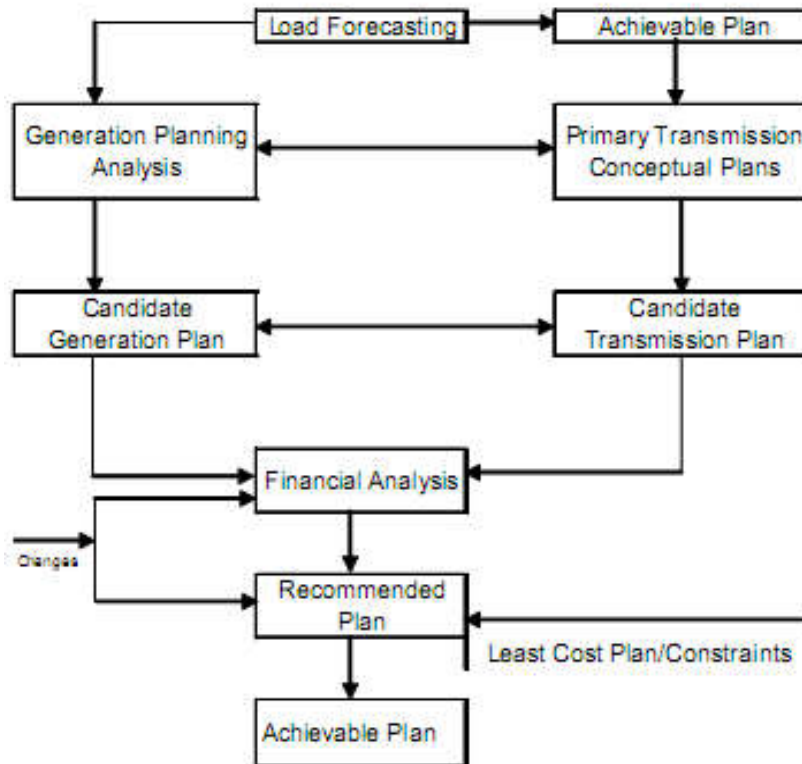 Load Forecasting
Achievable Plan
Generation Planning
Analysis
Primary Transmission
Conceptual Plans
Candidate
Generation Plan
Candidate
Transmission Plan
Financial Analysis
Changes
Recommended
Plan
Least Cost Plan/Constraints
Achievable Plan